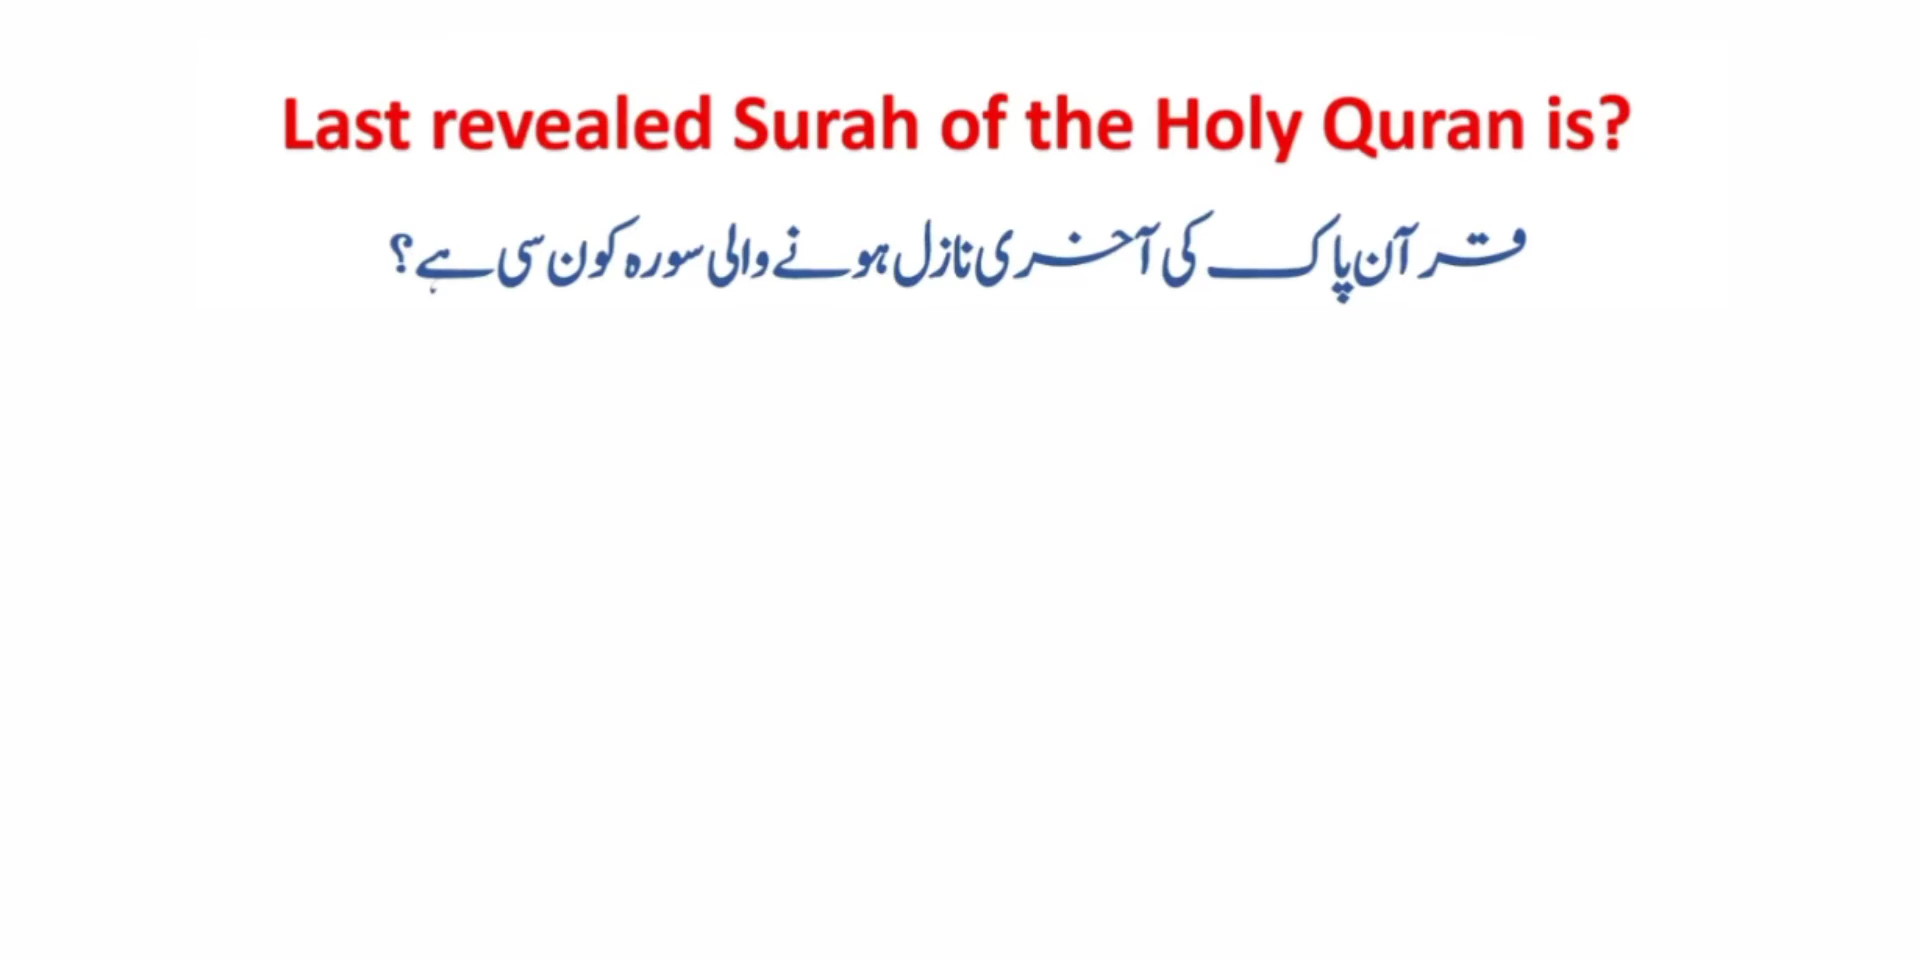 Last revealed Surah of the Holy Quran is?
قرآن پاک کی آخری نازل ہونے والی سورہ کون سی ہے؟